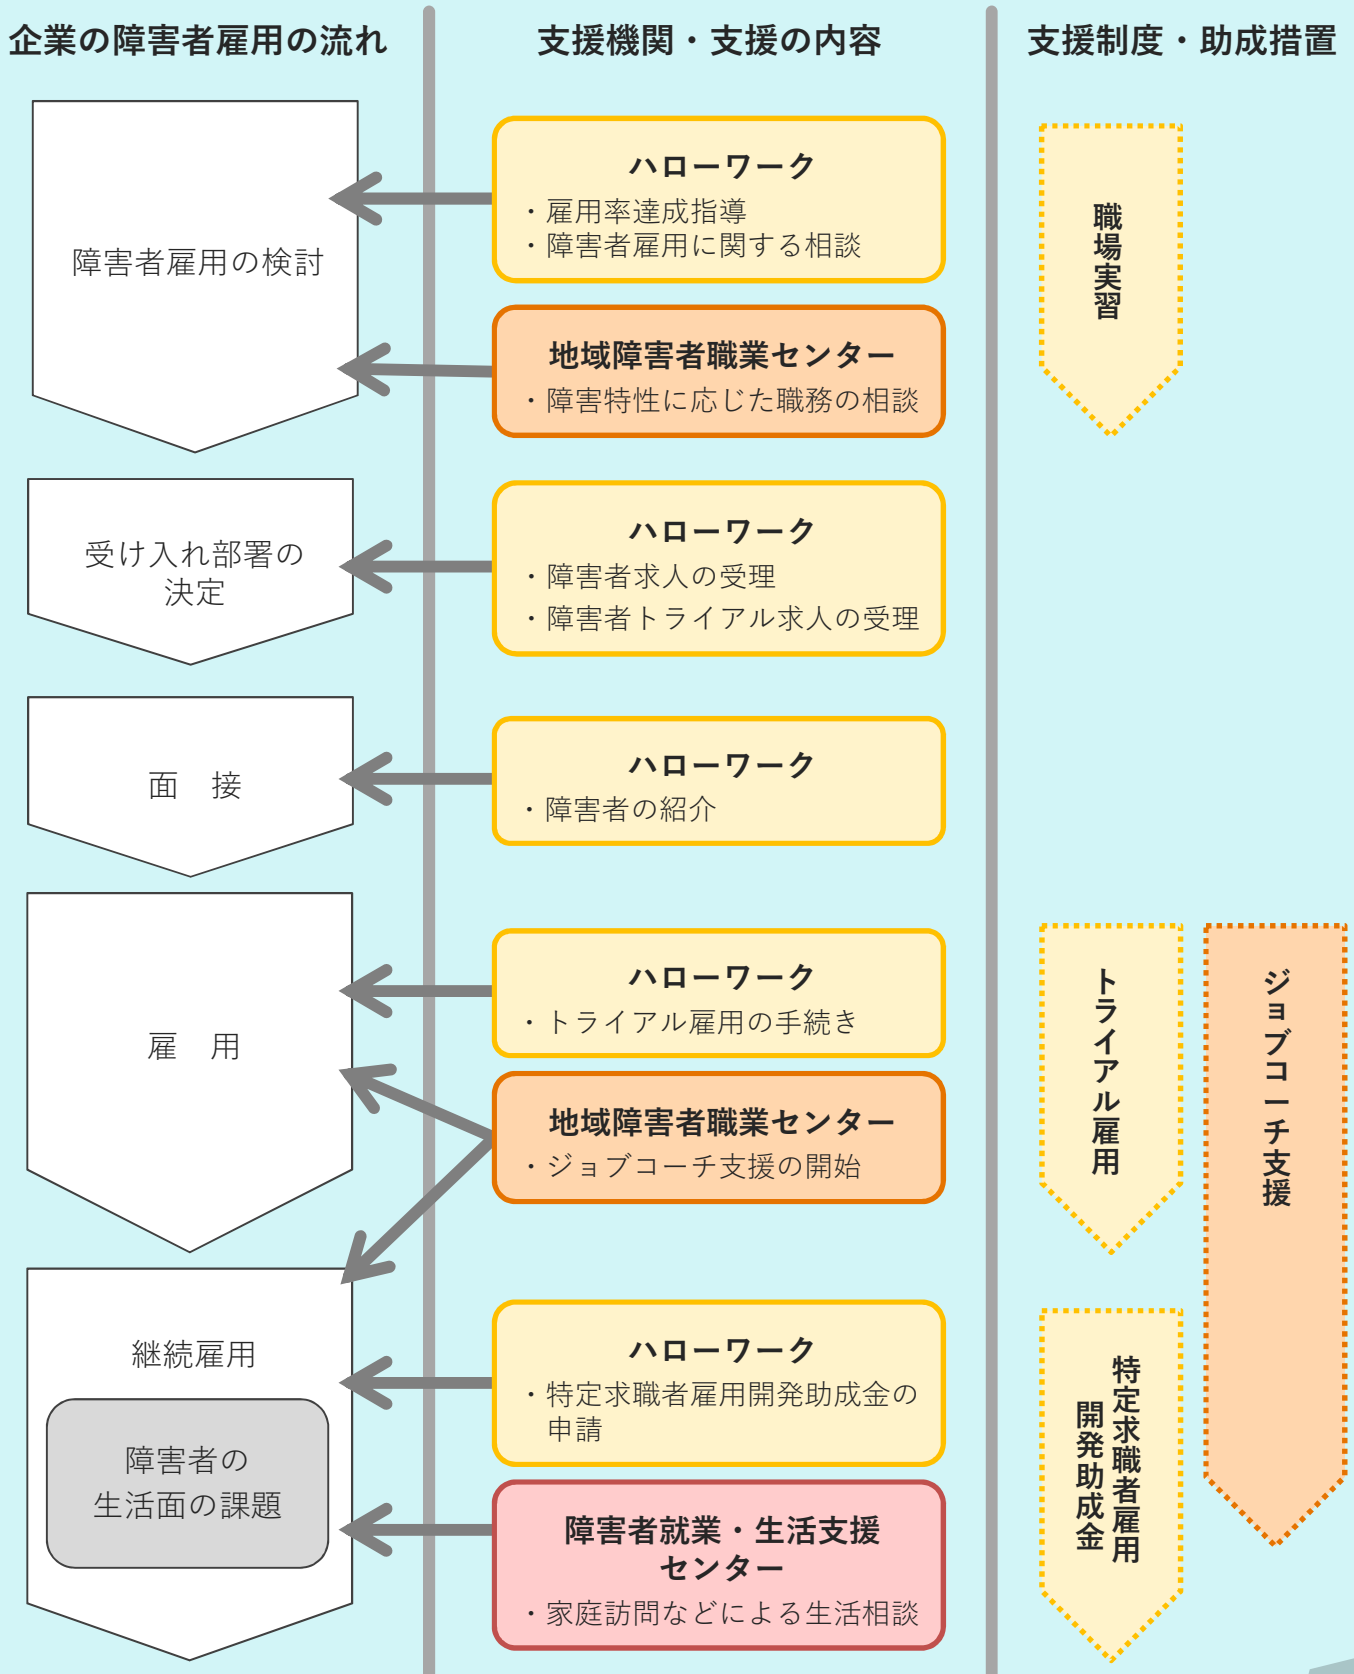 企業の障害者雇用の流れ
支援機関・支援の内容
支援制度・助成措置
障害者雇用の検討
ハローワーク
・雇用率達成指導
・障害者雇用に関する相談
地域障害者職業センター
・障害特性に応じた職務の相談
職場実習
受け入れ部署の
決定
ハローワーク
・障害者求人の受理
・障害者トライアル求人の受理
面　接
ハローワーク
・障害者の紹介
雇　用
ハローワーク
・トライアル雇用の手続き
地域障害者職業センター
・ジョブコーチ支援の開始
トライアル雇用
ジョブコーチ支援
継続雇用
障害者の
生活面の課題
ハローワーク
・特定求職者雇用開発助成金の
申請
障害者就業・生活支援
センター
・家庭訪問などによる生活相談
特定求職者雇用
開発助成金